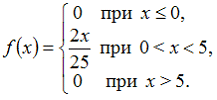 f(x) = { 0 при x ≤ 0,
2x/25 при 0 < x < 5,
0 при x > 5.